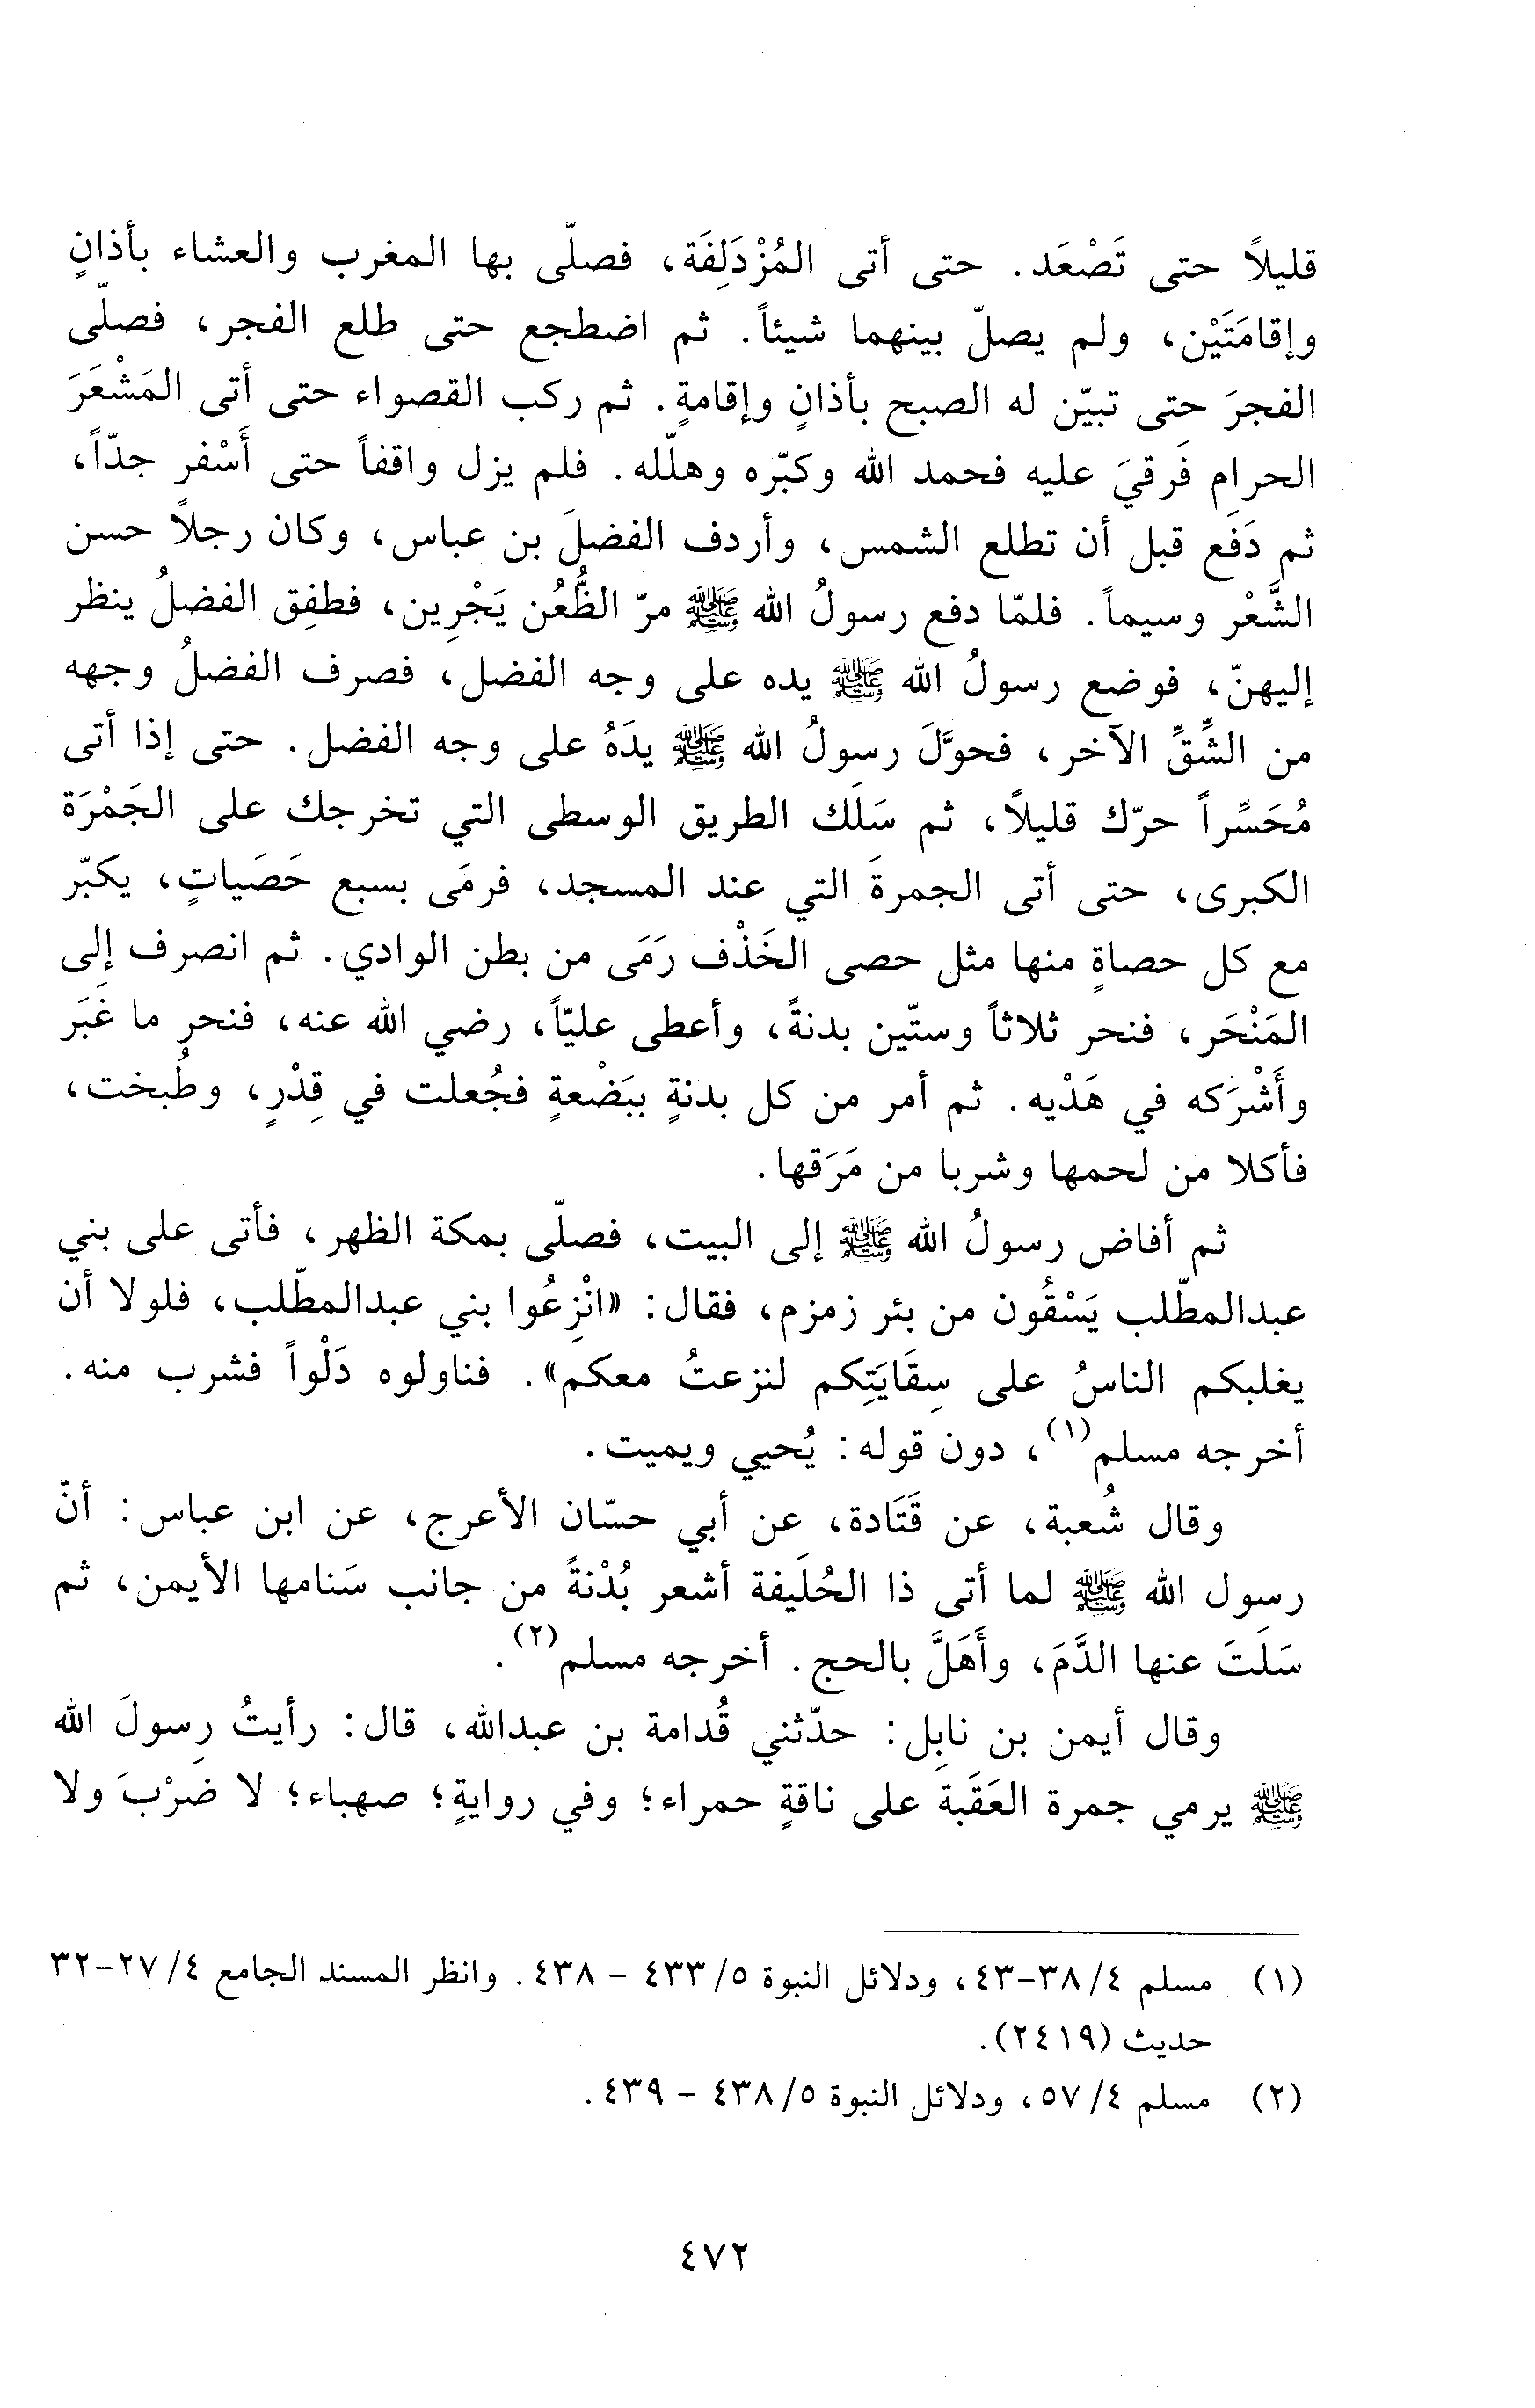 قليلاً حتى تَصْعَد. حتى أتى المُزْدَلِفَة، فصلّى بها المغرب والعشاء بأذانٍ
وإقامَتَيْن، ولم يصلّ بينهما شيئاً. ثم اضطجع حتى طلع الفجر، فصلّى
الفجرَ حتى تبيّن له الصبح بأذانٍ وإقامةٍ. ثم ركب القصواء حتى أتى المَشْعَرَ
الحرامِ فَرقيَ عليه فحمد الله وكبّره وهلّله. فلم يزل واقفاً حتى أَسْفر جدّاً،
ثم دَفَع قبل أن تطلع الشمس، وأردف الفضلَ بن عباس، وكان رجلاً حسن
الشَّعْر وسيماً. فلمّا دفع رسولُ الله ﷺ مرّ الظُّعُن يَجْرِين، فطفِق الفضلُ ينظر
إليهنّ، فوضع رسولُ الله ﷺ يده على وجه الفضل، فصرف الفضلُ وجهه
من الشِّقِّ الآخر، فحوَّلَ رسولُ الله ﷺ يدَهُ على وجه الفضل. حتى إذا أتى
مُحَسِّراً حرّك قليلاً، ثم سَلَك الطريق الوسطى التي تخرجك على الجَمْرَة
الكبرى، حتى أتى الجمرةَ التي عند المسجد، فرمَى بسبع حَصَياتٍ، يكبّر
مع كل حصاةٍ منها مثل حصى الخَذْف رَمَى من بطن الوادي. ثم انصرف إلى
المَنْحَر، فنحر ثلاثاً وستّين بدنةً، وأعطى عليّاً، رضي الله عنه، فنحر ما غَبَر
وأَشْرَكه في هَدْيه. ثم أمر من كل بدنةٍ ببَضْعةٍ فجُعلت في قِدْرٍ، وطُبخت،
فأكلا من لحمها وشربا من مَرَقها.
ثم أفاض رسولُ الله ﷺ إلى البيت، فصلّى بمكة الظهر، فأتى على بني
عبدالمطّلب يَسْقُون من بئر زمزم، فقال: «انْزِعُوا بني عبدالمطّلب، فلولا أن
يغلبكم الناسُ على سِقَايَتِكم لنزعتُ معكم». فناولوه دَلْواً فشرب منه.
أخرجه مسلم(١)، دون قوله: يُحيي ويميت.
وقال شُعبة، عن قَتَادة، عن أبي حسّان الأعرج، عن ابن عباس: أنّ
رسول الله ﷺ لما أتى ذا الحُلَيفة أشعر بُدْنةً من جانب سَنامها الأيمن، ثم
سَلَتَ عنها الدَّمَ، وأَهَلَّ بالحج. أخرجه مسلم(٢).
وقال أيمن بن نابِل: حدّثني قُدامة بن عبدالله، قال: رأيتُ رسولَ الله
ﷺ يرمي جمرة العَقَبة على ناقةٍ حمراء؛ وفي روايةٍ؛ صهباء؛ لا ضَرْبَ ولا
(١) مسلم ٤/ ٣٨-٤٣، ودلائل النبوة ٥/ ٤٣٣ - ٤٣٨. وانظر المسند الجامع ٤/ ٢٧-٣٢
حديث (٢٤١٩).
(٢) مسلم ٤/ ٥٧، ودلائل النبوة ٥/ ٤٣٨ - ٤٣٩.
٤٧٢